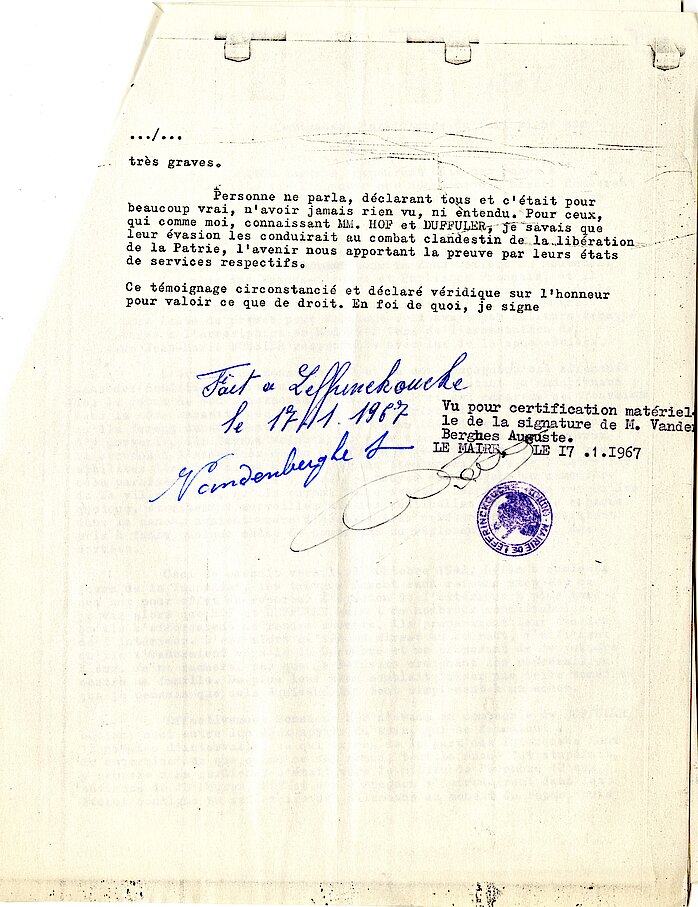 .../...
très graves.
Personne ne parla, déclarant tous et c'était pour
beaucoup vrai, n'avoir jamais rien vu, ni entendu. Pour ceux,
qui comme moi, connaissant MM. HOF et DUFFULER, je savais que
leur évasion les conduirait au combat clandestin de la libération
de la Patrie, l'avenir nous apportant la preuve par leurs états
de services respectifs.
Ce témoignage circonstancié et déclaré véridique sur l'honneur
pour valoir ce que de droit. En foi de quoi, je signe
Fait a Leffrinckoucke
le 17/1. 1967
Vandenberghe
Vu pour certification matériel-
le de la signature de M. Vanden
Berghes Auguste.
LE MAIRE LE 17 .1.1967
MAIRIE DE LEFFRINCKOUCKE (NORD)